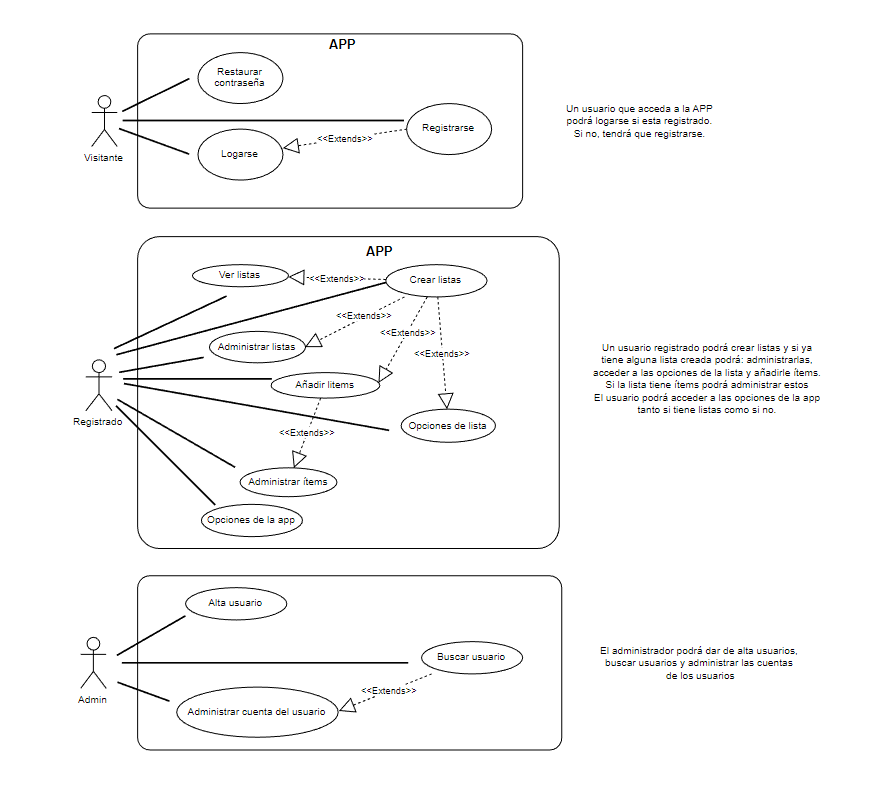 APP
Restaurar
contraseña
Registrarse
<<Extends>>
Logarse
Visitante
Un usuario que acceda a la APP
podrá logarse si esta registrado.
Si no, tendrá que registrarse.
APP
Ver listas
<<Extends>>
Crear listas
<<Extends>>
Administrar listas
<<Extends>>
<<Extends>>
Añadir lítems
Registrado
Opciones de lista
<<Extends>>
Administrar ítems
Opciones de la app
Un usuario registrado podrá crear listas y si ya
tiene alguna lista creada podrá; administrarlas,
acceder a las opciones de la lista y añadirle ítems.
Si la lista tiene ítems podrá administrar estos
El usuario podrá acceder a las opciones de la app
tanto si tiene listas como si no.
Alta usuario
Buscar usuario
<<Extends>>
Administrar cuenta del usuario
Admin
El administrador podrá dar de alta usuarios,
buscar usuarios y administrar las cuentas
de los usuarios